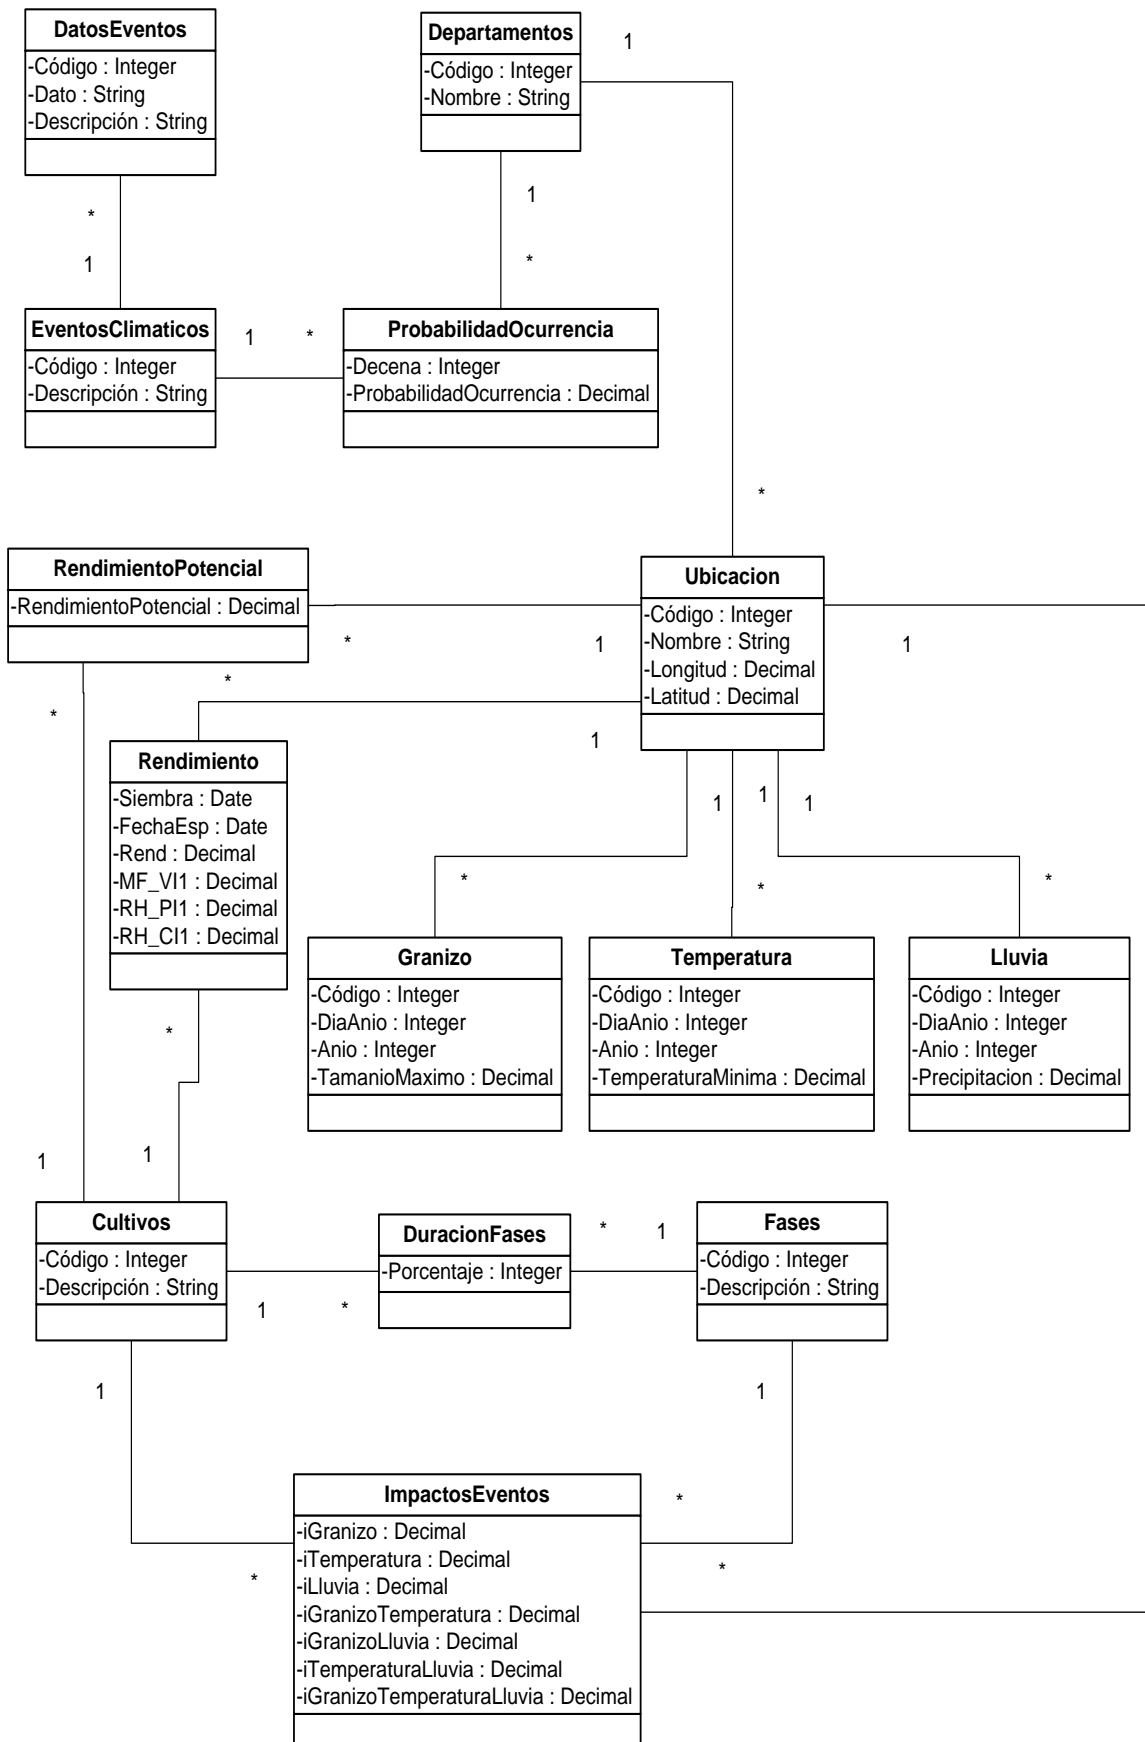 DatosEventos
-Código : Integer
-Dato : String
-Descripción : String
Departamentos
-Código : Integer
-Nombre : String
1
*
1
1
*
EventosClimaticos
-Código : Integer
-Descripción : String
1
*
ProbabilidadOcurrencia
-Decena : Integer
-ProbabilidadOcurrencia : Decimal
*
RendimientoPotencial
-RendimientoPotencial : Decimal
*
1
Ubicacion
-Código : Integer
-Nombre : String
-Longitud : Decimal
-Latitud : Decimal
1
*
*
1
Rendimiento
-Siembra : Date
-FechaEsp : Date
-Rend : Decimal
-MF_VI1 : Decimal
-RH_PI1 : Decimal
-RH_CI1 : Decimal
1
1
1
*
*
*
Granizo
-Código : Integer
-DiaAnio : Integer
-Anio : Integer
-TamanioMaximo : Decimal
Temperatura
-Código : Integer
-DiaAnio : Integer
-Anio : Integer
-TemperaturaMinima : Decimal
Lluvia
-Código : Integer
-DiaAnio : Integer
-Anio : Integer
-Precipitacion : Decimal
*
1
1
Cultivos
-Código : Integer
-Descripción : String
1
*
DuracionFases
-Porcentaje : Integer
*
1
Fases
-Código : Integer
-Descripción : String
1
1
*
*
*
ImpactosEventos
-iGranizo : Decimal
-iTemperatura : Decimal
-iLluvia : Decimal
-iGranizoTemperatura : Decimal
-iGranizoLluvia : Decimal
-iTemperaturaLluvia : Decimal
-iGranizoTemperaturaLluvia : Decimal